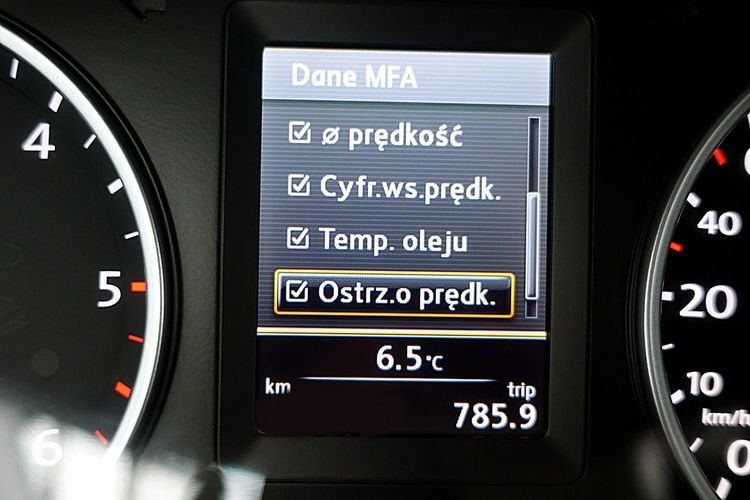 Dane MFA
ø prędkość
Cyfr.ws.prędk.
Temp. oleju
Ostrz.o prędk.
6.5°C
km
trip
785.9
4
5
6
40
20
10
km/h
0